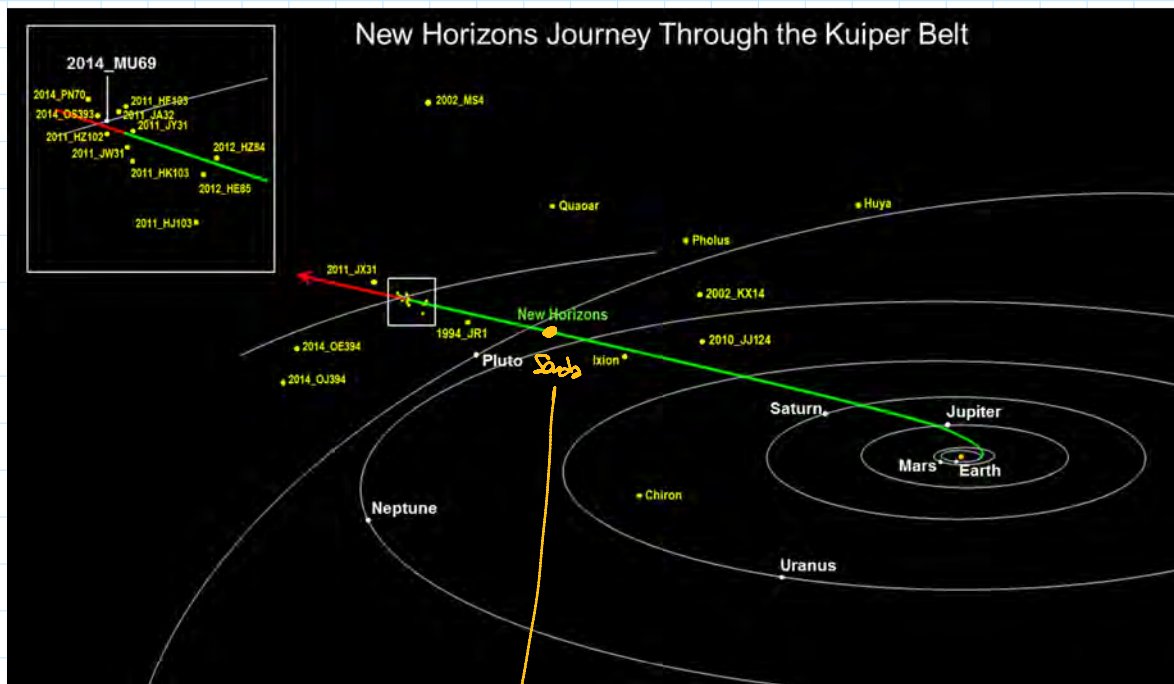 New Horizons Journey Through the Kuiper Belt
2014_MU69
2014_PN70
2011_HF103
2014_OS393
2011_JA32
2011_JY31
2011_HZ102
2011_JW31
2012_HZ84
2011_HK103
2012_HE85
2011_HJ103
2002_MS4
Quaoar
Huya
Pholus
2011_JX31
2002_KX14
New Horizons
1994_JR1
2010_JJ124
2014_OE394
Pluto
Ixion
2014_OJ394
Saturn
Jupiter
Mars
Earth
Chiron
Neptune
Uranus